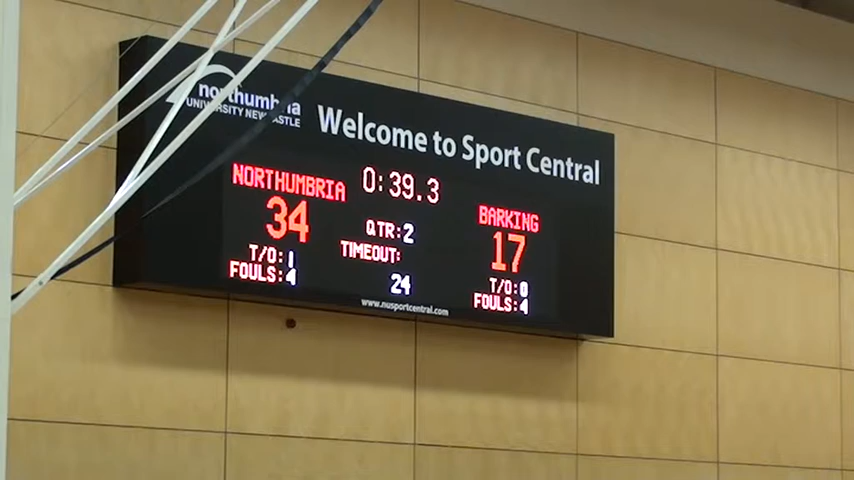 northumbria
UNIVERSITY NEWCASTLE
Welcome to Sport Central
NORTHUMBRIA
34
T/O:1
FOULS:4
0:39.3
QTR:2
TIMEOUT:
24
BARKING
17
T/O:0
FOULS:4
www.nusportcentral.com